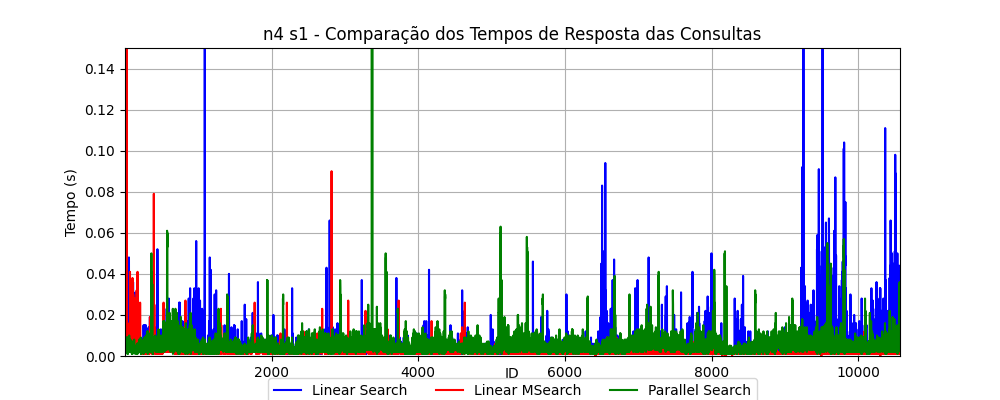 n4 s1 - Comparação dos Tempos de Resposta das Consultas
0.14
0.12
0.10
0.08
0.06
0.04
0.02
0.00
Tempo (s)
2000 4000 6000 8000 10000
ID
Linear Search Linear MSearch Parallel Search